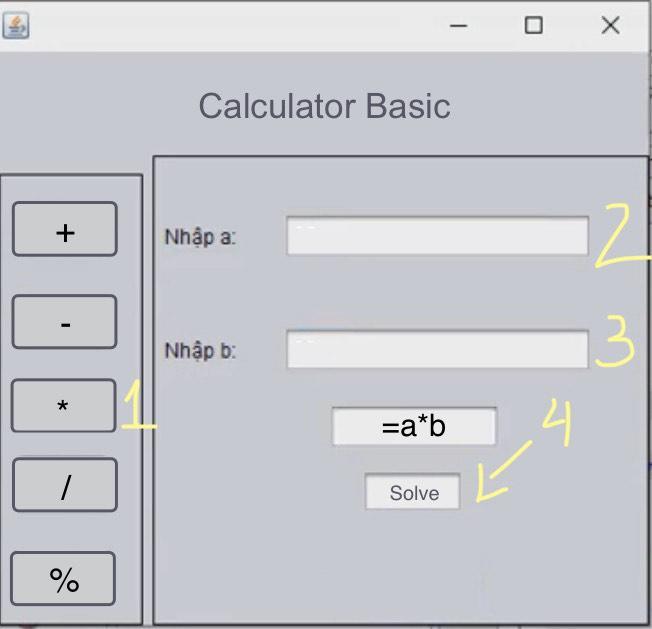 Calculator Basic
+
Nhập a:
2
-
Nhập b:
3
*
1
=a*b
4
/
Solve
%